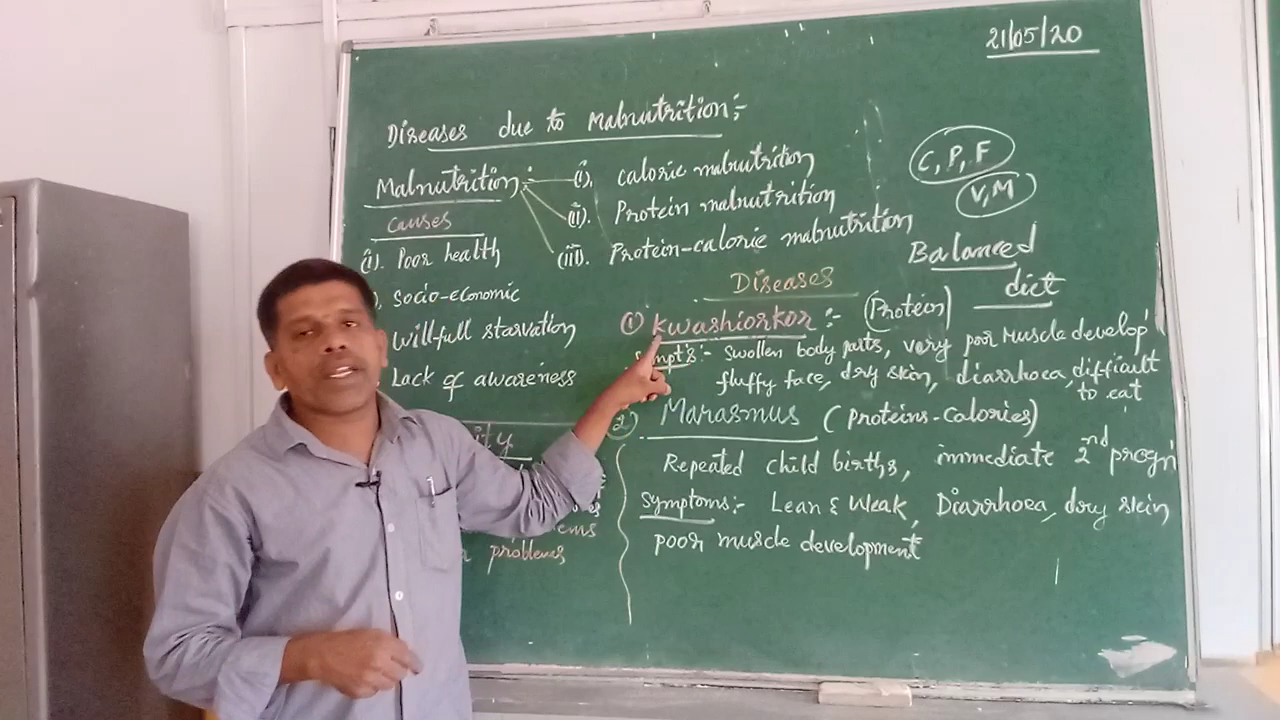 21/05/20
Diseases due to Malnutrition:-
Malnutrition:
(i). calorie malnutrition
(ii). Protein malnutrition
(iii). Protein-calorie malnutrition
C, P, F
V, M
Balanced
diet
causes
(i). Poor health
Socio-economic
Willfull starvation
Lack of awareness
problems
Diseases
① Kwashiorkor :- (Protein)
Sympt's:- Swollen body parts, very poor Muscle develop
fluffy face, dry skin, diarrhoea, difficult
to eat
② Marasmus (Proteins-Calories)
Repeated child births, immediate 2nd pregn
Symptoms:- Lean & Weak, Diarrhoea, dry skin
poor muscle development